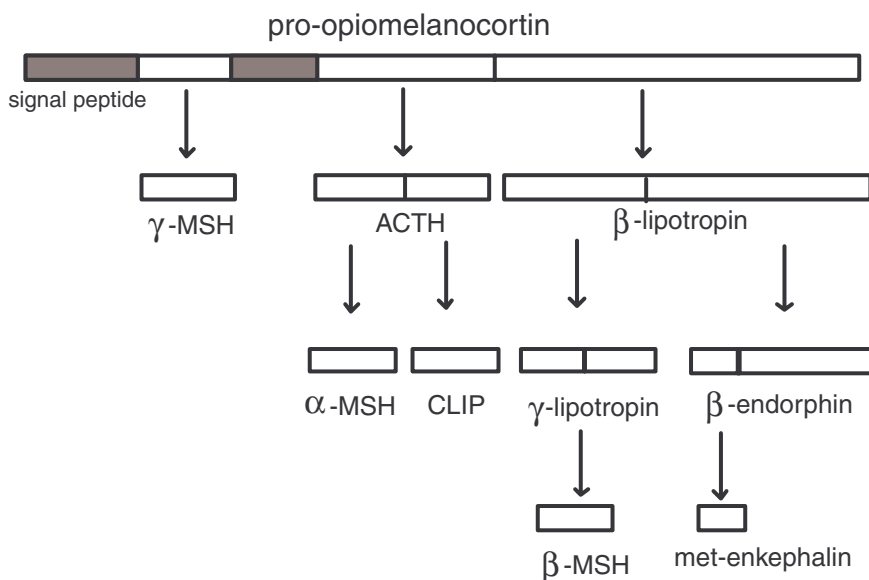 pro-opiomelanocortin
signal peptide
γ-MSH
ACTH
β-lipotropin
α-MSH
CLIP
γ-lipotropin
β-endorphin
β-MSH
met-enkephalin